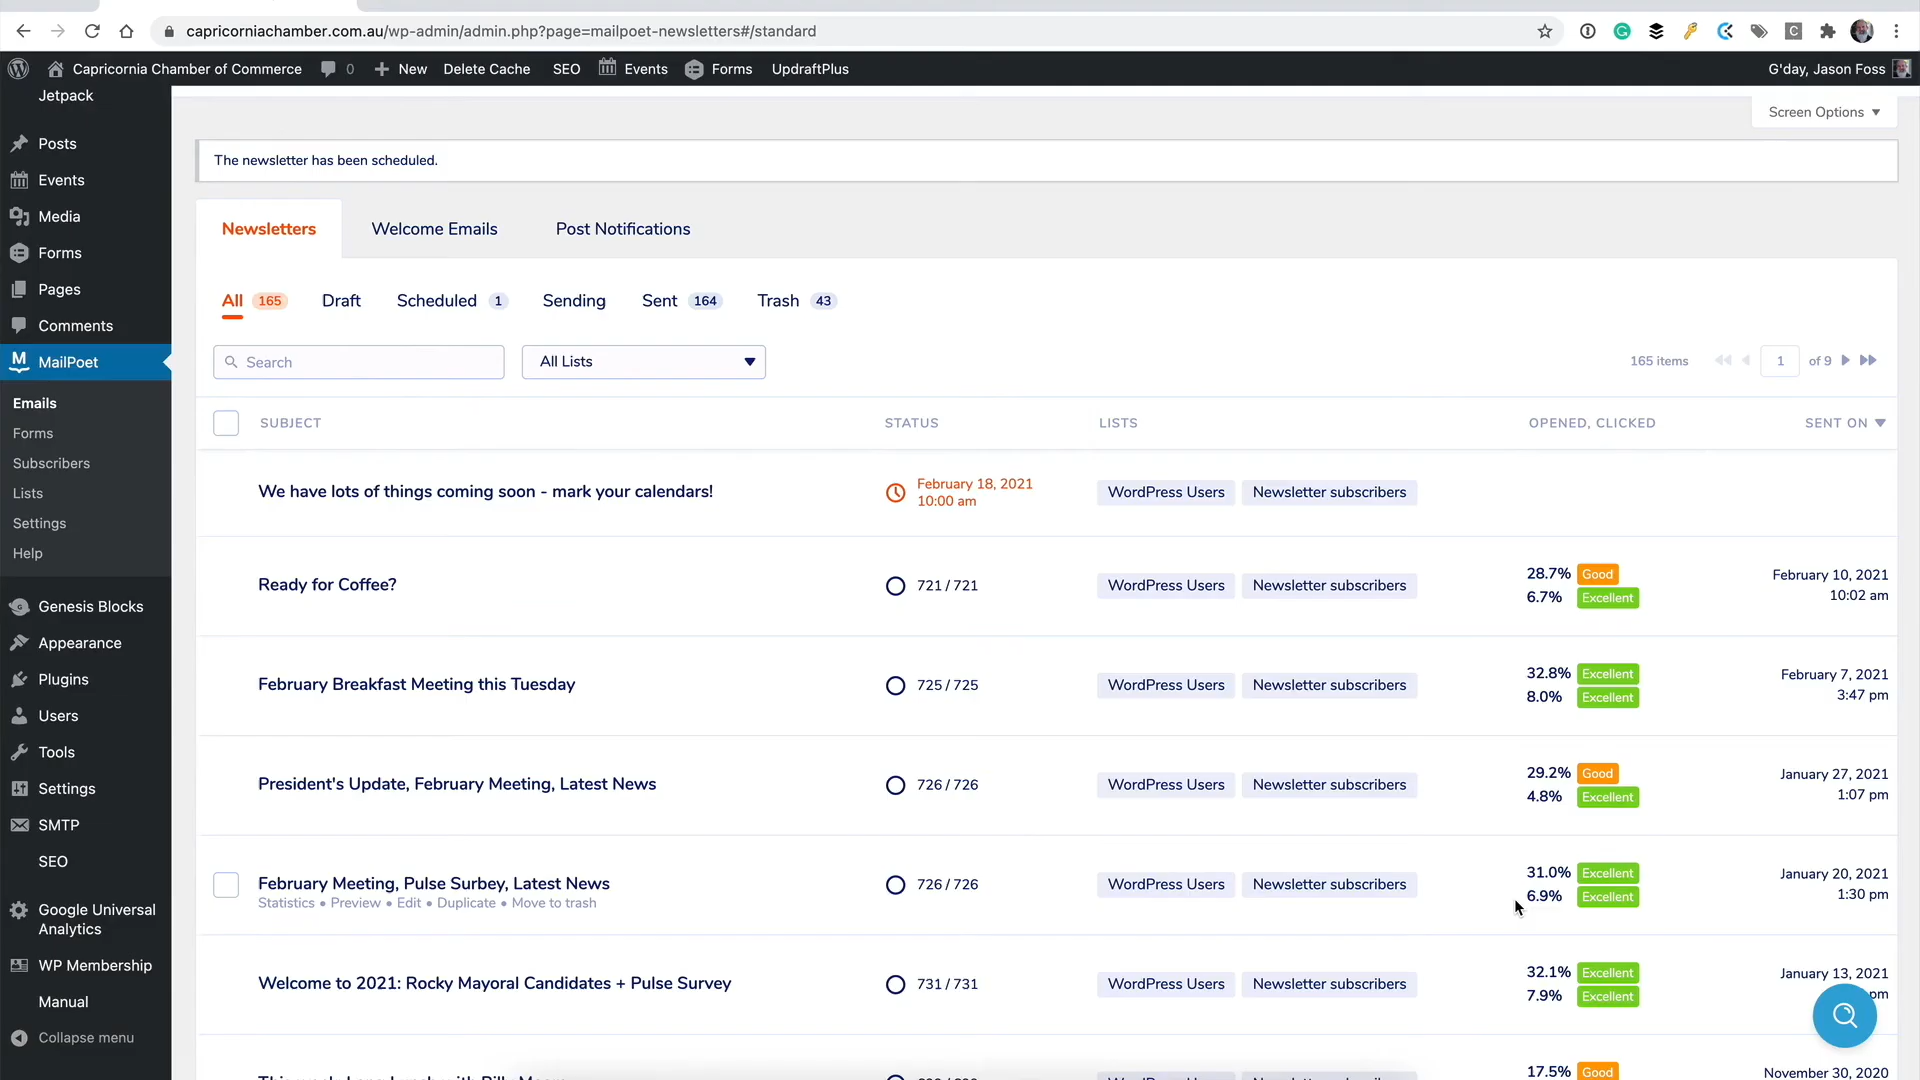 capricorniachamber.com.au/wp-admin/admin.php?page=mailpoet-newsletters#/standard
Capricornia Chamber of Commerce 0 New Delete Cache SEO Events Forms UpdraftPlus G'day, Jason Foss
Jetpack
Posts
Events
Media
Forms
Pages
Comments
MailPoet
Emails
Forms
Subscribers
Lists
Settings
Help
Genesis Blocks
Appearance
Plugins
Users
Tools
Settings
SMTP
SEO
Google Universal
Analytics
WP Membership
Manual
Collapse menu
Screen Options
The newsletter has been scheduled.
Newsletters Welcome Emails Post Notifications
All 165 Draft Scheduled 1 Sending Sent 164 Trash 43
Search All Lists 165 items 1 of 9
SUBJECT STATUS LISTS OPENED, CLICKED SENT ON
We have lots of things coming soon - mark your calendars! February 18, 2021 WordPress Users Newsletter subscribers
10:00 am
Ready for Coffee? 721 / 721 WordPress Users Newsletter subscribers 28.7% Good February 10, 2021
6.7% Excellent 10:02 am
February Breakfast Meeting this Tuesday 725 / 725 WordPress Users Newsletter subscribers 32.8% Excellent February 7, 2021
8.0% Excellent 3:47 pm
President's Update, February Meeting, Latest News 726 / 726 WordPress Users Newsletter subscribers 29.2% Good January 27, 2021
4.8% Excellent 1:07 pm
February Meeting, Pulse Surbey, Latest News 726 / 726 WordPress Users Newsletter subscribers 31.0% Excellent January 20, 2021
Statistics • Preview • Edit • Duplicate • Move to trash 6.9% Excellent 1:30 pm
Welcome to 2021: Rocky Mayoral Candidates + Pulse Survey 731 / 731 WordPress Users Newsletter subscribers 32.1% Excellent January 13, 2021
7.9% Excellent pm
17.5% Good November 30, 2020